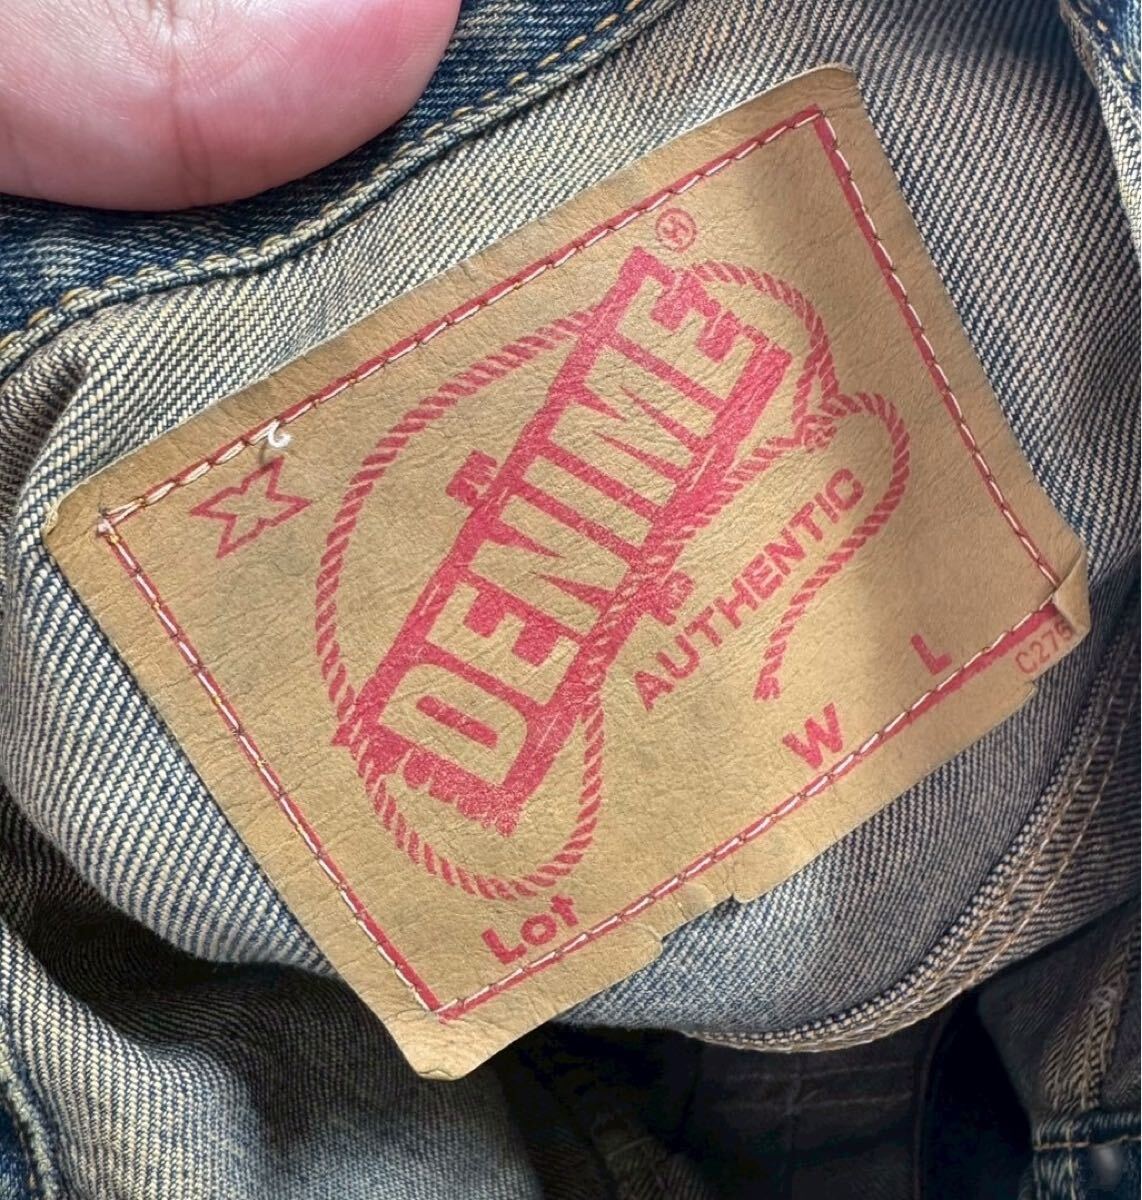 X
DENIME®
AUTHENTIC
Lot W L
C276